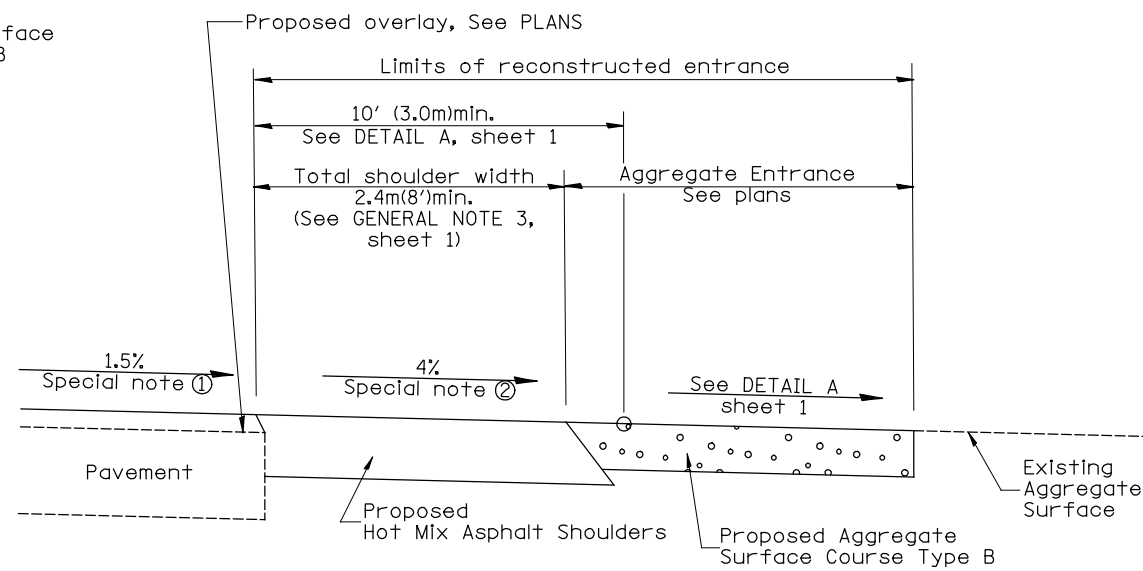 face
B
Proposed overlay, See PLANS
Limits of reconstructed entrance
10' (3.0m)min.
See DETAIL A, sheet 1
Total shoulder width
2.4m(8')min.
(See GENERAL NOTE 3,
sheet 1)
Aggregate Entrance
See plans
1.5%
Special note ①
4%
Special note ②
See DETAIL A
sheet 1
Pavement
Proposed
Hot Mix Asphalt Shoulders
Proposed Aggregate
Surface Course Type B
Existing
Aggregate
Surface